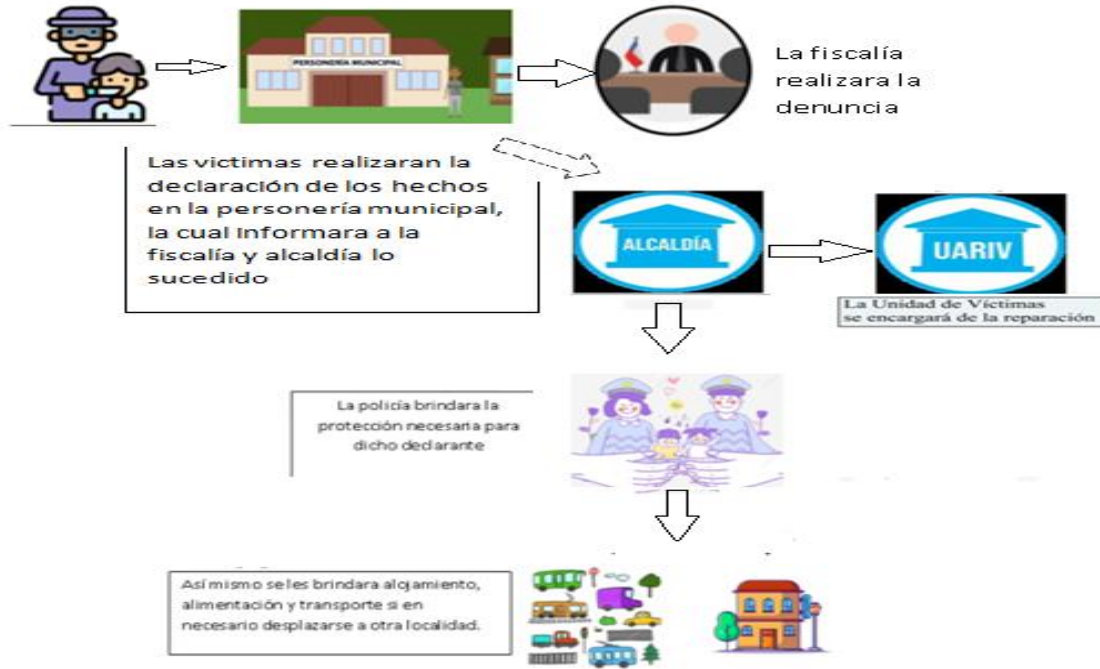 PERSONERÍA MUNICIPAL
La fiscalía
realizara la
denuncia
Las victimas realizaran la
declaración de los hechos
en la personería municipal,
la cual informara a la
fiscalía y alcaldía lo
sucedido
ALCALDÍA
UARIV
La Unidad de Víctimas
se encargará de la reparación
La policía brindara la
protección necesaria para
dicho declarante
Así mismo se les brindara alojamiento,
alimentación y transporte si en
necesario desplazarse a otra localidad.